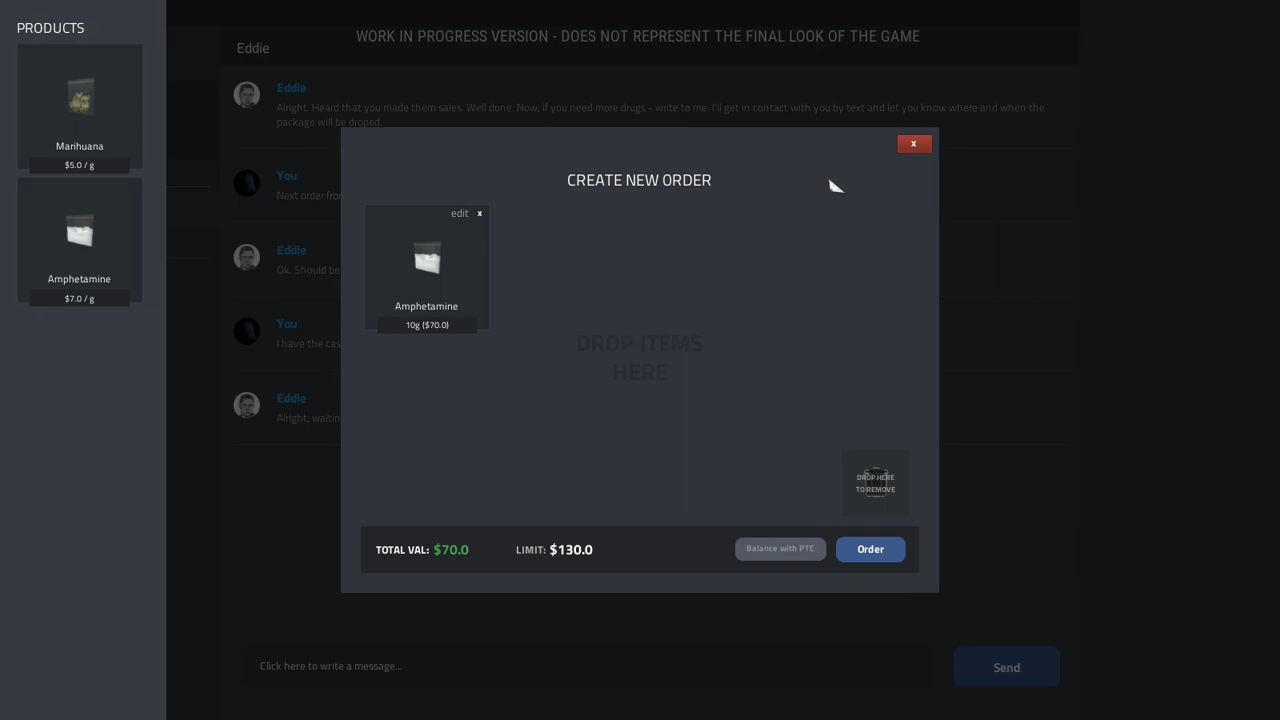 PRODUCTS
Marihuana
$5.0 / g
Amphetamine
$7.0 / g
WORK IN PROGRESS VERSION - DOES NOT REPRESENT THE FINAL LOOK OF THE GAME
Eddie
Eddie
Alright. Heard that you made them sales. Well done. Now, if you need more drugs - write to me. I'll get in contact with you by text and let you know where and when the
package will be droped.
You
Next order from
Eddie
Ok. Should be
You
I have the cas
Eddie
Alright, waitin
x
CREATE NEW ORDER
edit x
Amphetamine
10g ($70.0)
DROP ITEMS
HERE
DROP HERE
TO REMOVE
TOTAL VAL: $70.0 LIMIT: $130.0 Balance with PTC Order
Click here to write a message... Send